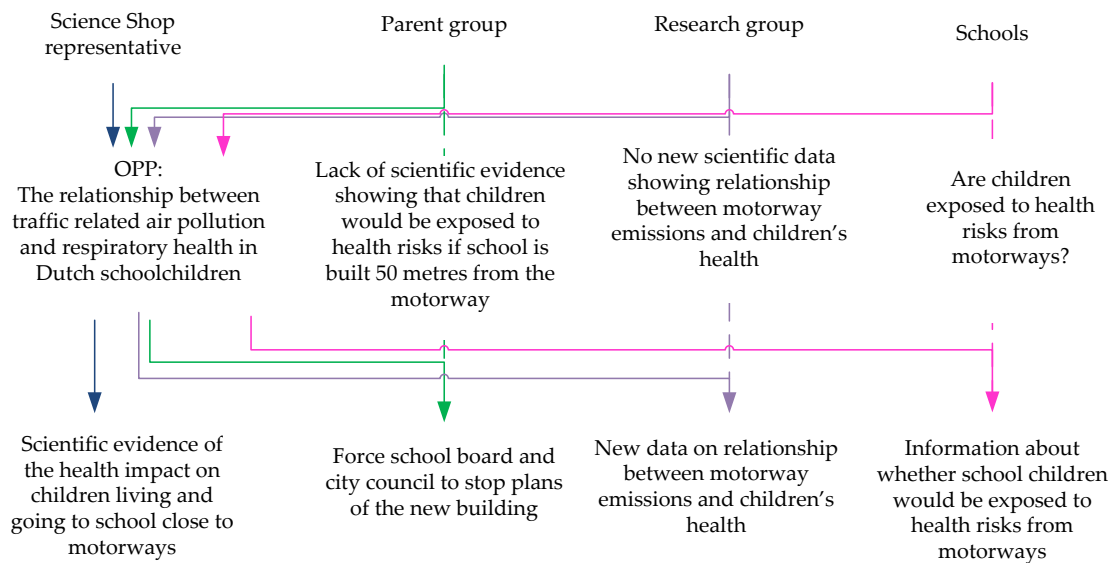 Science Shop
representative
Parent group
Research group
Schools
OPP:
The relationship between
traffic related air pollution
and respiratory health in
Dutch schoolchildren
Lack of scientific evidence
showing that children
would be exposed to
health risks if school is
built 50 metres from the
motorway
No new scientific data
showing relationship
between motorway
emissions and children’s
health
Are children
exposed to health
risks from
motorways?
Scientific evidence of
the health impact on
children living and
going to school close to
motorways
Force school board and
city council to stop plans
of the new building
New data on relationship
between motorway
emissions and children’s
health
Information about
whether school children
would be exposed to
health risks from
motorways